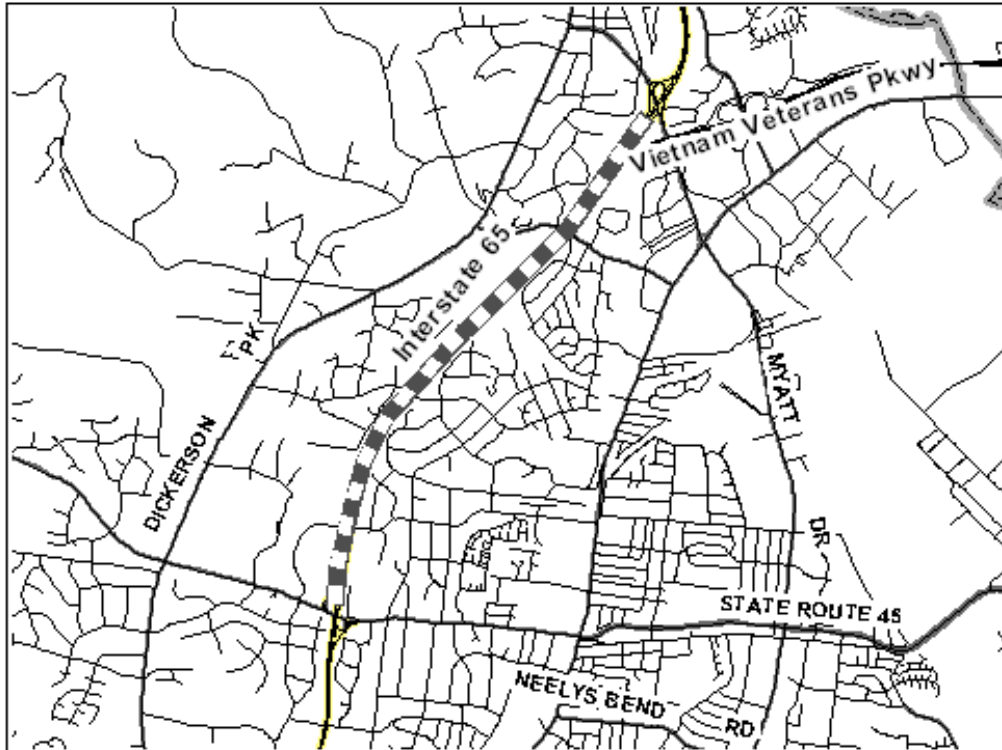 Vietnam Veterans Pkwy
Interstate 65
DICKERSON PK
MYATT DR
STATE ROUTE 45
NEELYS BEND RD